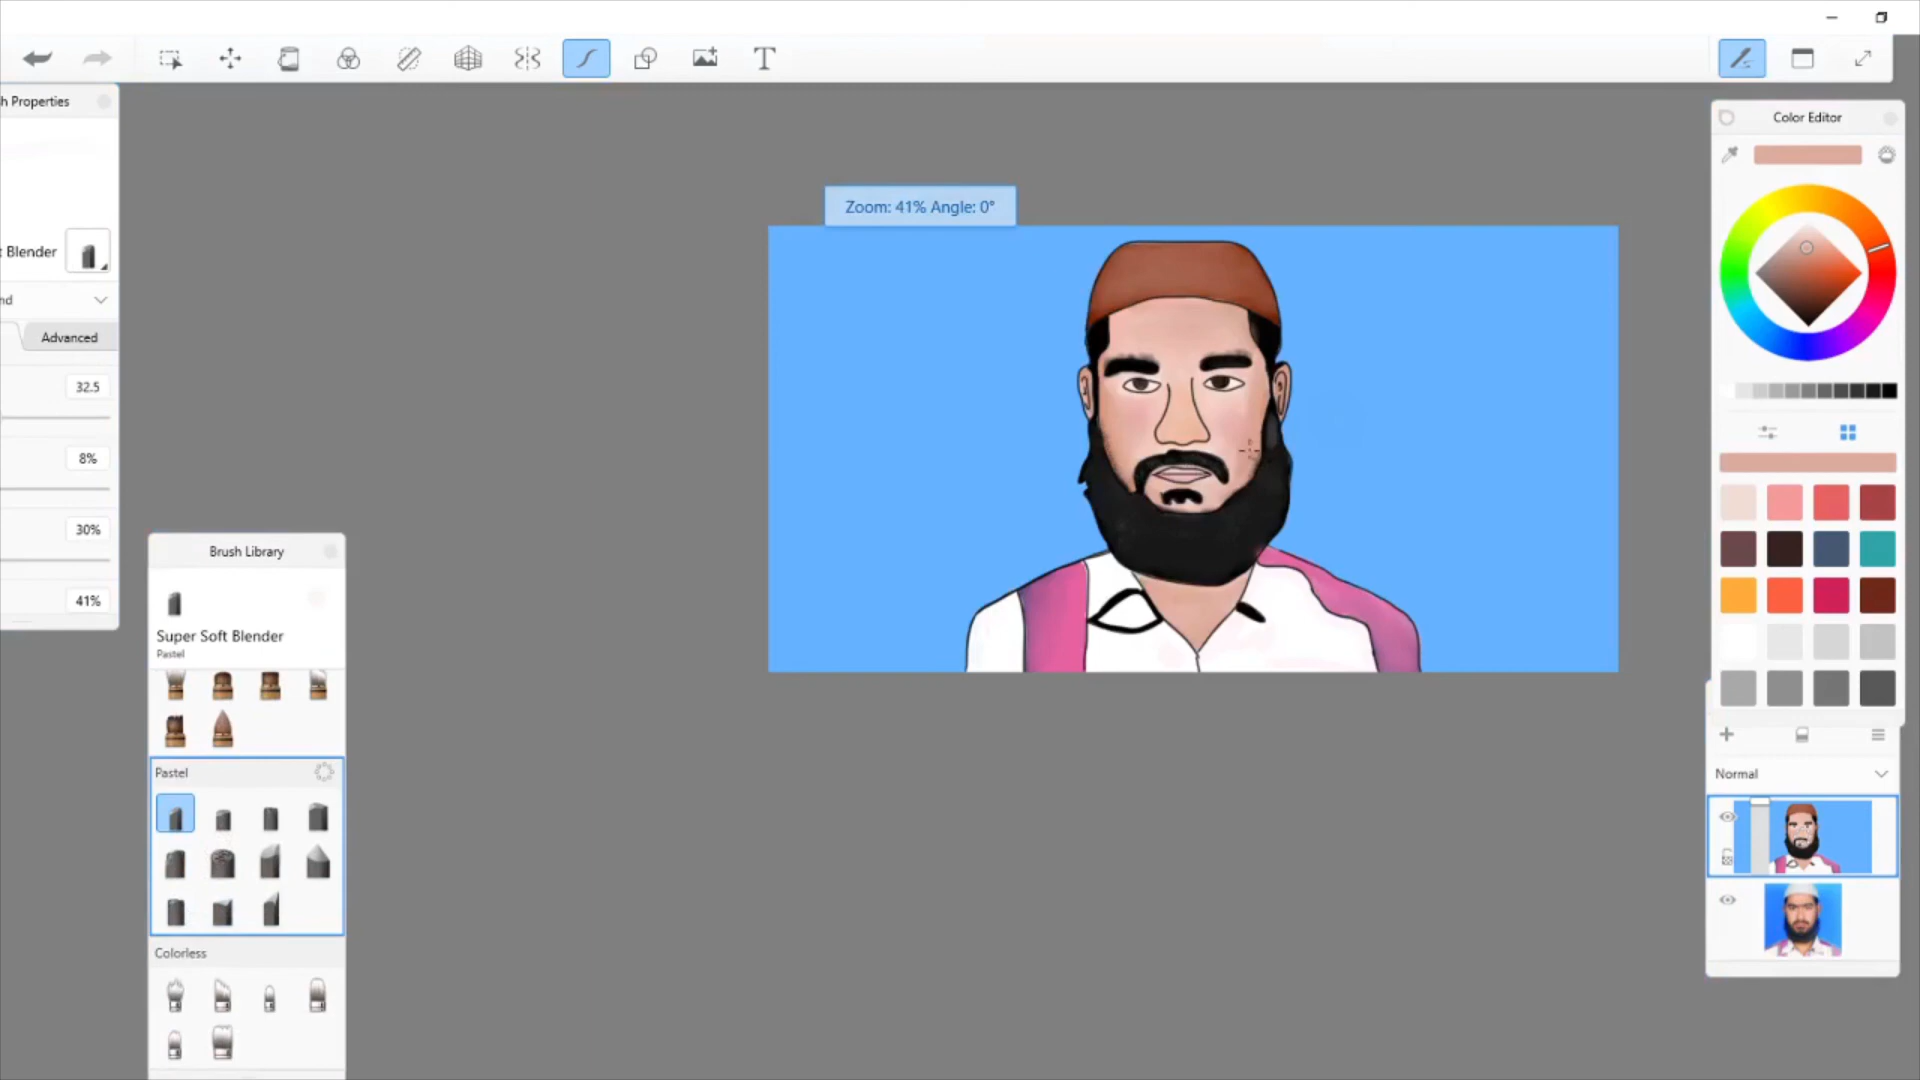 h Properties
t Blender
nd
Advanced
32.5
8%
30%
41%
Zoom: 41% Angle: 0°
Brush Library
Super Soft Blender
Pastel
Pastel
Colorless
Color Editor
Normal